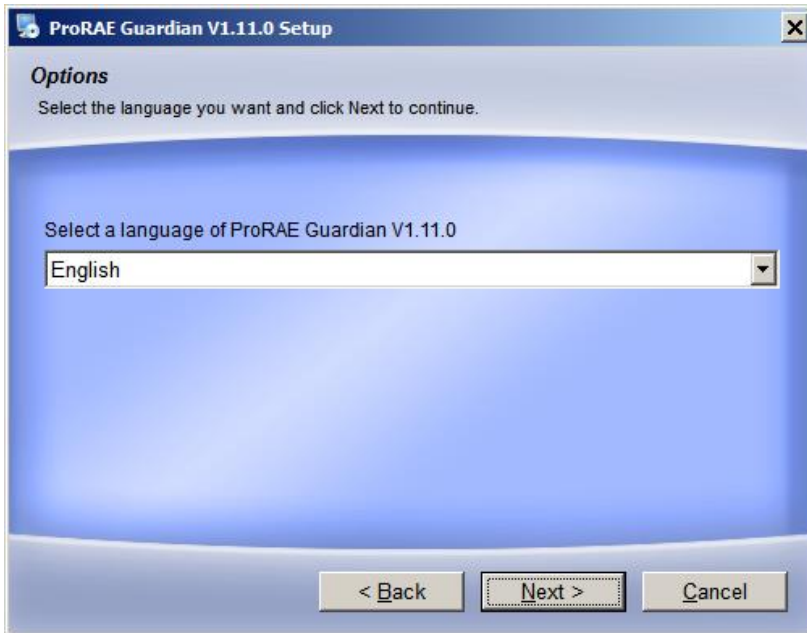 ProRAE Guardian V1.11.0 Setup
Options
Select the language you want and click Next to continue.
Select a language of ProRAE Guardian V1.11.0
English
< Back
Next >
Cancel